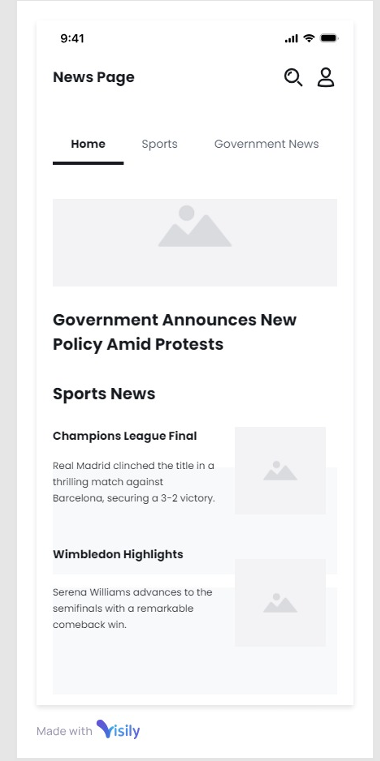 9:41
News Page
Home Sports Government News
Government Announces New
Policy Amid Protests
Sports News
Champions League Final
Real Madrid clinched the title in a
thrilling match against
Barcelona, securing a 3-2 victory.
Wimbledon Highlights
Serena Williams advances to the
semifinals with a remarkable
comeback win.
Made with Visily